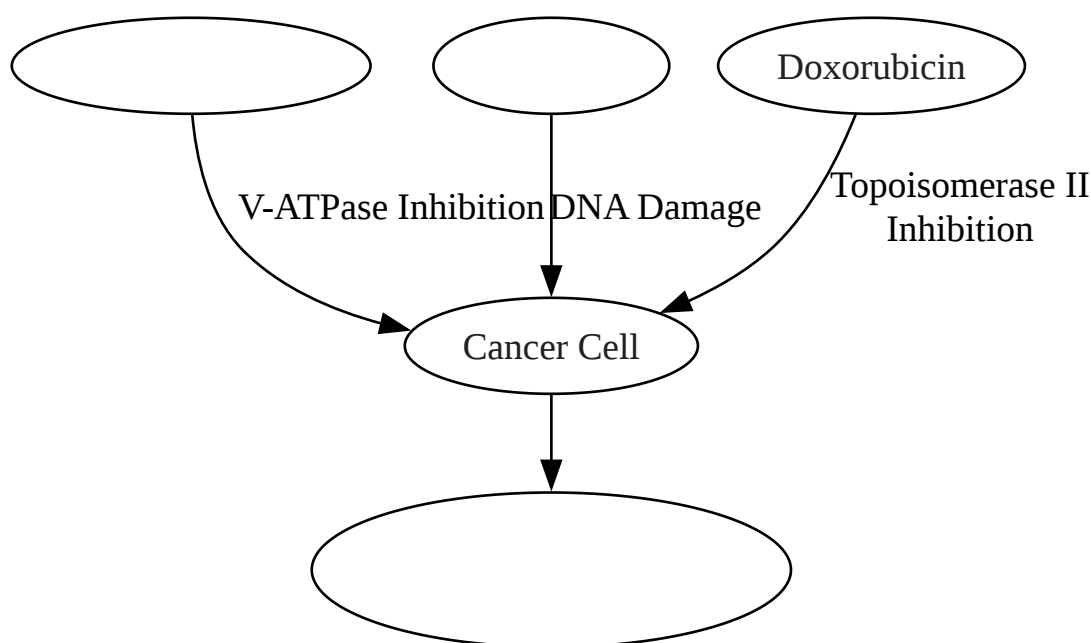 Doxorubicin
V-ATPase Inhibition
DNA Damage
Topoisomerase II
Inhibition
Cancer Cell